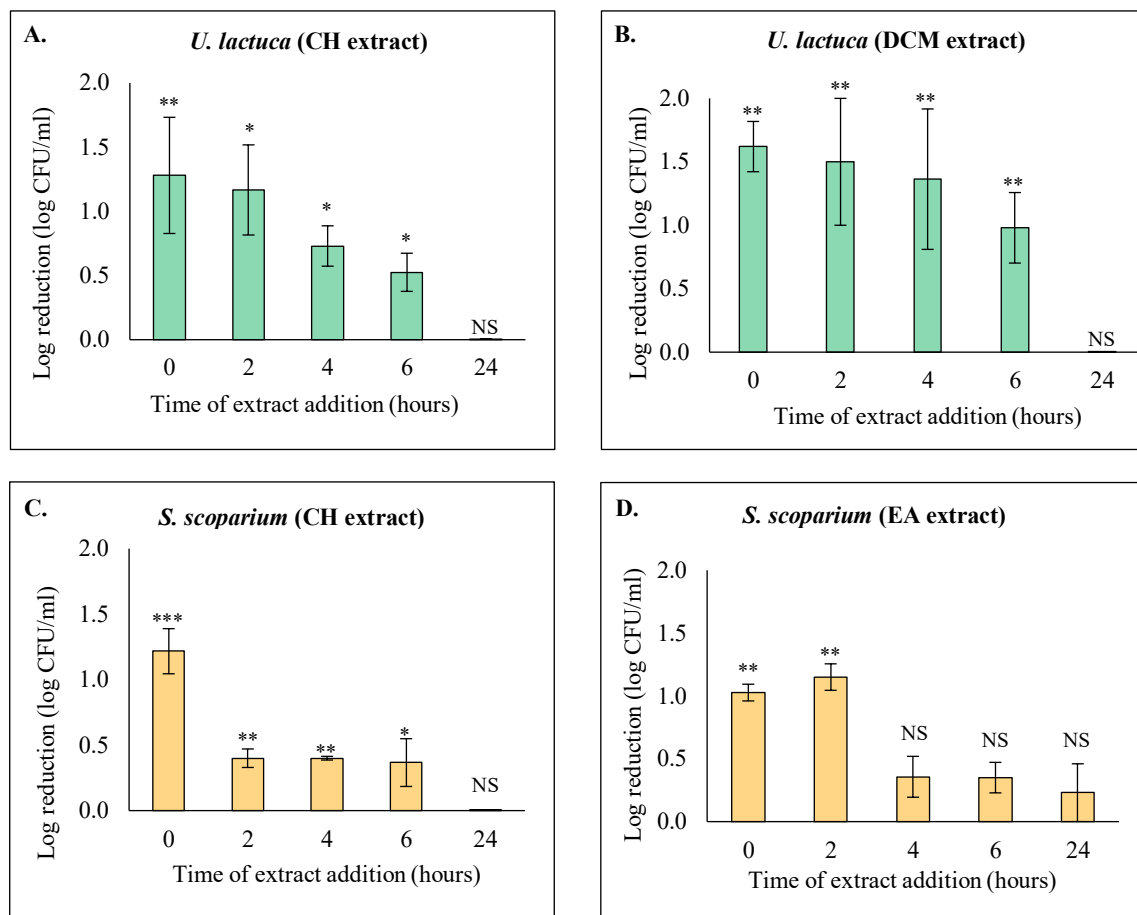 A.
U. lactuca (CH extract)
Log reduction (log CFU/ml)
2.0
1.5
1.0
0.5
0.0
**
*
*
*
NS
0 2 4 6 24
Time of extract addition (hours)
B.
U. lactuca (DCM extract)
Log reduction (log CFU/ml)
2.0
1.5
1.0
0.5
0.0
**
**
**
**
NS
0 2 4 6 24
Time of extract addition (hours)
C.
S. scoparium (CH extract)
Log reduction (log CFU/ml)
2.0
1.5
1.0
0.5
0.0
***
**
**
*
NS
0 2 4 6 24
Time of extract addition (hours)
D.
S. scoparium (EA extract)
Log reduction (log CFU/ml)
2.0
1.5
1.0
0.5
0.0
**
**
NS
NS
NS
0 2 4 6 24
Time of extract addition (hours)